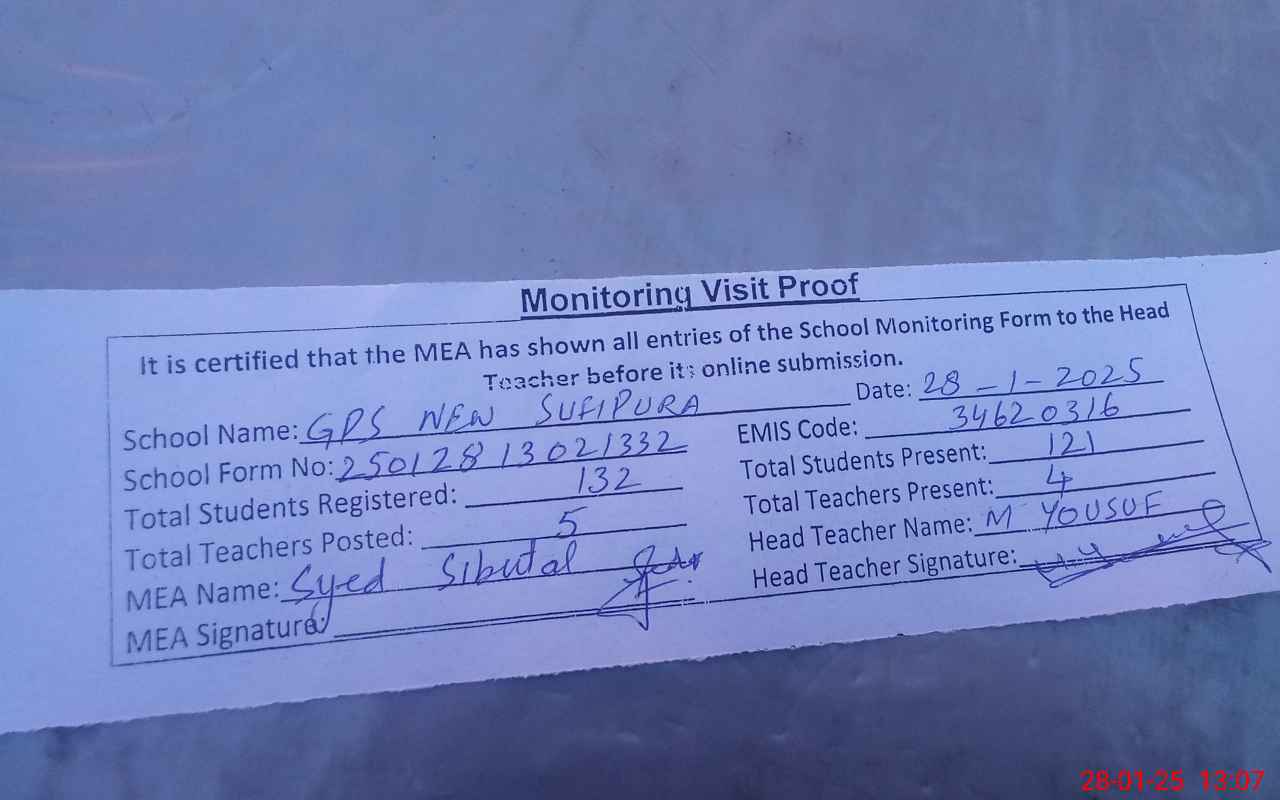 Monitoring Visit Proof
It is certified that the MEA has shown all entries of the School Monitoring Form to the Head
Teacher before its online submission.
School Name: GPS NEW SUFIPURA Date: 28-1-2025
School Form No: 25012813021332 EMIS Code: 34620316
Total Students Registered: 132 Total Students Present: 121
Total Teachers Posted: 5 Total Teachers Present: 4
MEA Name: Syed Sibutal Head Teacher Name: M YOUSUF
MEA Signature: Head Teacher Signature:
28-01-25 13:07